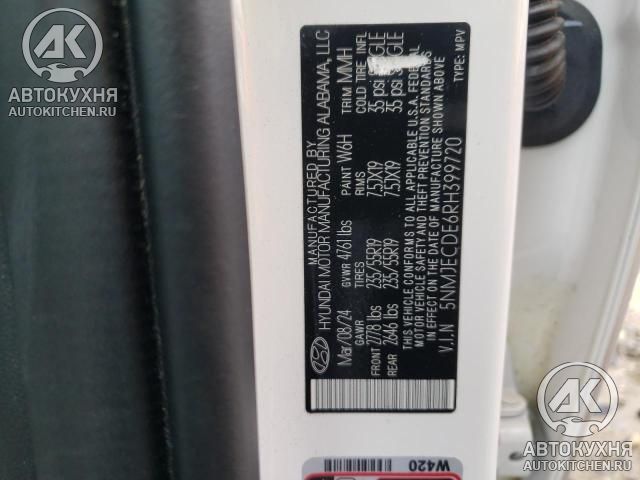 АВТОКУХНЯ
AUTOKITCHEN.RU
MANUFACTURED BY
HYUNDAI MOTOR MANUFACTURING ALABAMA, LLC
Mar/08/24 GVWR 4761 lbs PAINT W6H TRIM MMH
GAWR TIRES RIMS COLD TIRE INFL
FRONT 2778 lbs 235/55R19 7.5JX19 35 psi
REAR 2646 lbs 235/55R19 7.5JX19 35 psi
THIS VEHICLE CONFORMS TO ALL APPLICABLE U.S.A. FEDERAL
MOTOR VEHICLE SAFETY AND THEFT PREVENTION STANDARDS
IN EFFECT ON THE DATE OF MANUFACTURE SHOWN ABOVE
V.I.N 5NMJECDE6RH399720 TYPE: MPV
W420
АВТОКУХНЯ
AUTOKITCHEN.RU